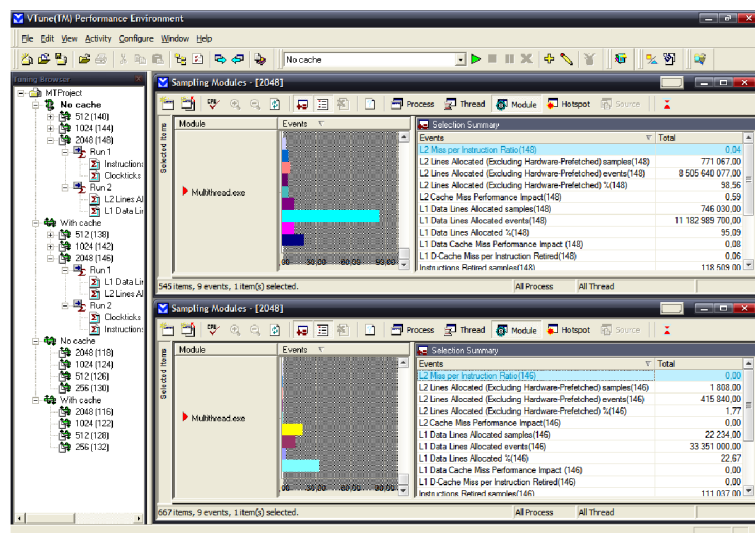 VTune(TM) Performance Environment
File Edit View Activity Configure Window Help
No cache
Tuning Browser
MTProject
No cache
512 (140)
1024 (144)
2048 (148)
Run 1
Instructions
Clockticks
Run 2
L2 Lines Al
L1 Data Lir
With cache
512 (138)
1024 (142)
2048 (146)
Run 1
L1 Data Lir
L2 Lines Al
Run 2
Clockticks
Instruction:
No cache
2048 (118)
1024 (124)
512 (126)
256 (130)
With cache
2048 (116)
1024 (122)
512 (128)
256 (132)
Sampling Modules - [2048]
Process Thread Module Hotspot Source
Selected Items
Module Events
Multithread.exe
Selection Summary
Events Total
L2 Miss per Instruction Ratio(148) 0,04
L2 Lines Allocated (Excluding Hardware-Prefetched) samples(148) 771 067,00
L2 Lines Allocated (Excluding Hardware-Prefetched) events(148) 8 505 640 077,00
L2 Lines Allocated (Excluding Hardware-Prefetched) %(148) 98,56
L2 Cache Miss Performance Impact(148) 0,59
L1 Data Lines Allocated samples(148) 746 030,00
L1 Data Lines Allocated events(148) 11 182 989 700,00
L1 Data Lines Allocated %(148) 95,09
L1 Data Cache Miss Performance Impact (148) 0,08
L1 D-Cache Miss per Instruction Retired(148) 0,06
Instructions Retired samples(148) 118 509,00
545 items, 9 events, 1 item(s) selected. All Process All Thread
Sampling Modules - [2048]
Process Thread Module Hotspot Source
Selected Items
Module Events
Multithread.exe
Selection Summary
Events Total
L2 Miss per Instruction Ratio(146) 0,00
L2 Lines Allocated (Excluding Hardware-Prefetched) samples(146) 1 808,00
L2 Lines Allocated (Excluding Hardware-Prefetched) events(146) 415 840,00
L2 Lines Allocated (Excluding Hardware-Prefetched) %(146) 1,77
L2 Cache Miss Performance Impact(146) 0,00
L1 Data Lines Allocated samples(146) 22 234,00
L1 Data Lines Allocated events(146) 33 351 000,00
L1 Data Lines Allocated %(146) 22,67
L1 Data Cache Miss Performance Impact (146) 0,00
L1 D-Cache Miss per Instruction Retired(146) 0,00
Instructions Retired samples(146) 111 037,00
667 items, 9 events, 1 item(s) selected. All Process All Thread